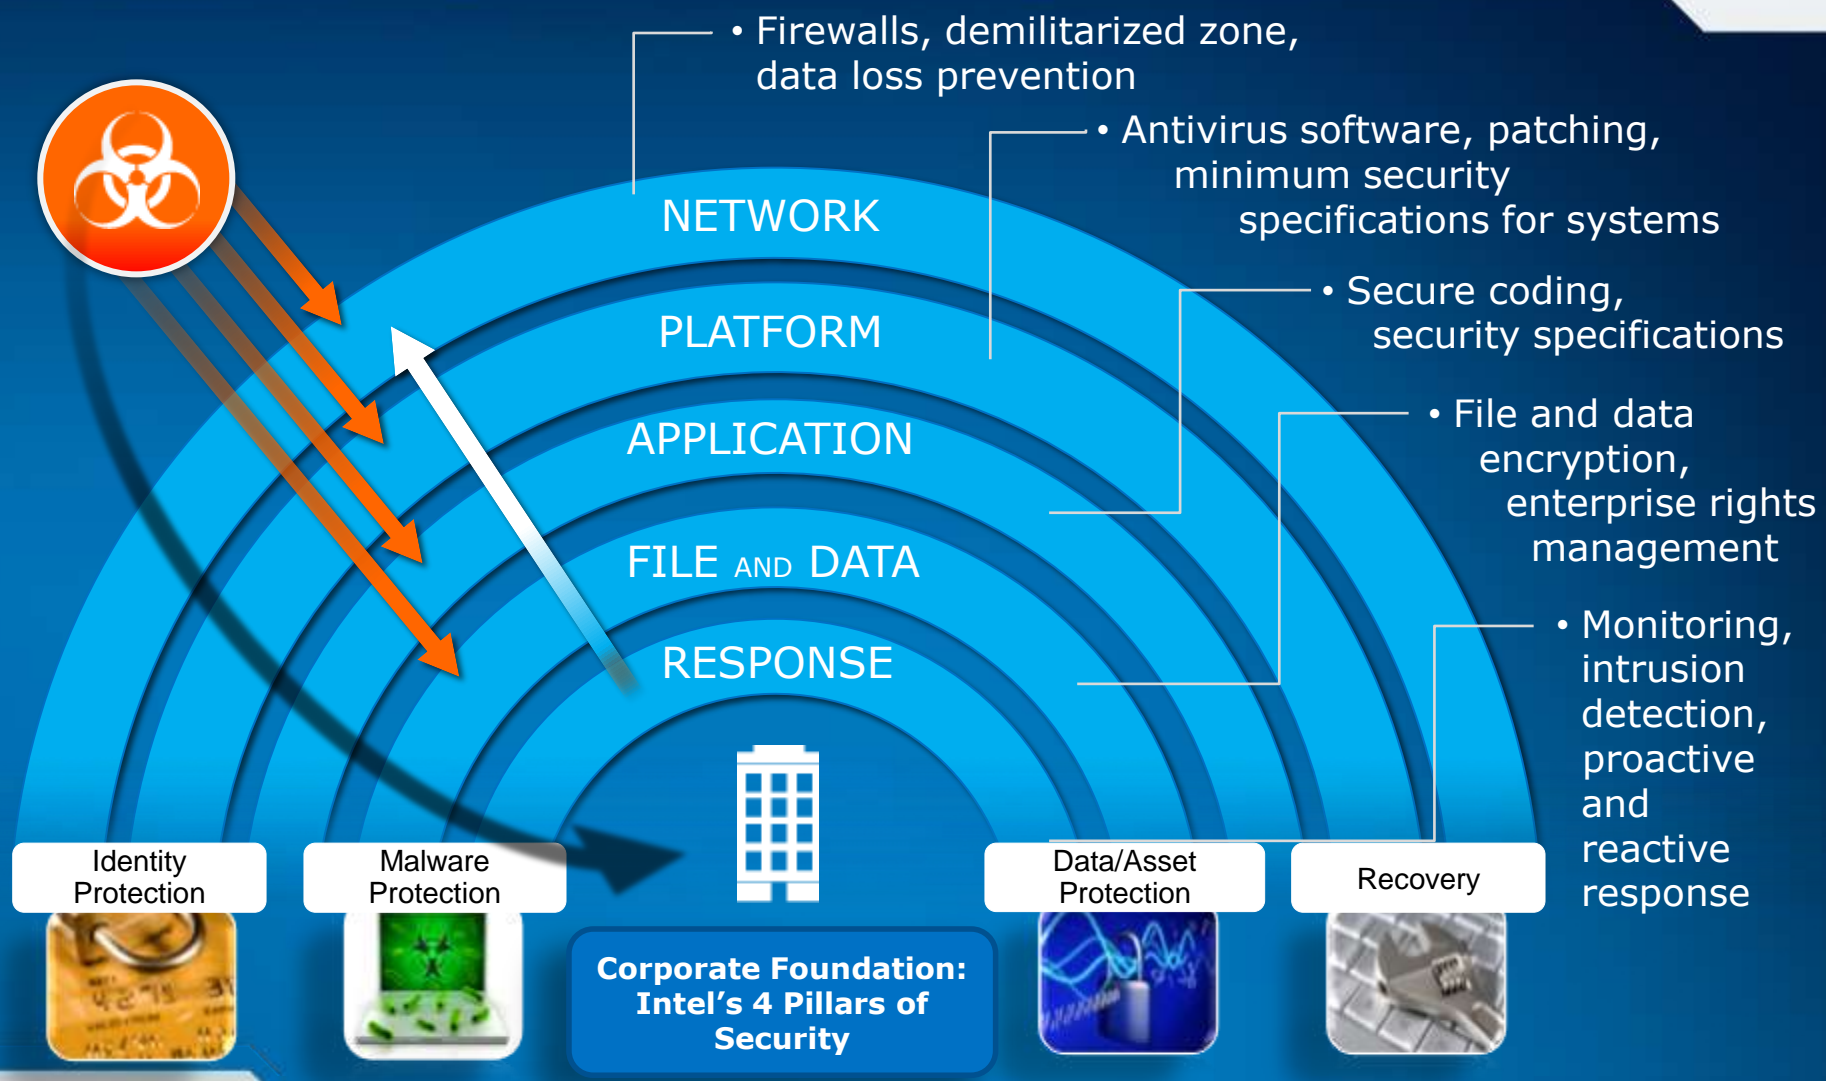 • Firewalls, demilitarized zone,
data loss prevention
• Antivirus software, patching,
minimum security
specifications for systems
• Secure coding,
security specifications
• File and data
encryption,
enterprise rights
management
• Monitoring,
intrusion
detection,
proactive
and
reactive
response
NETWORK
PLATFORM
APPLICATION
FILE AND DATA
RESPONSE
Identity
Protection
Malware
Protection
Data/Asset
Protection
Recovery
Corporate Foundation:
Intel's 4 Pillars of
Security